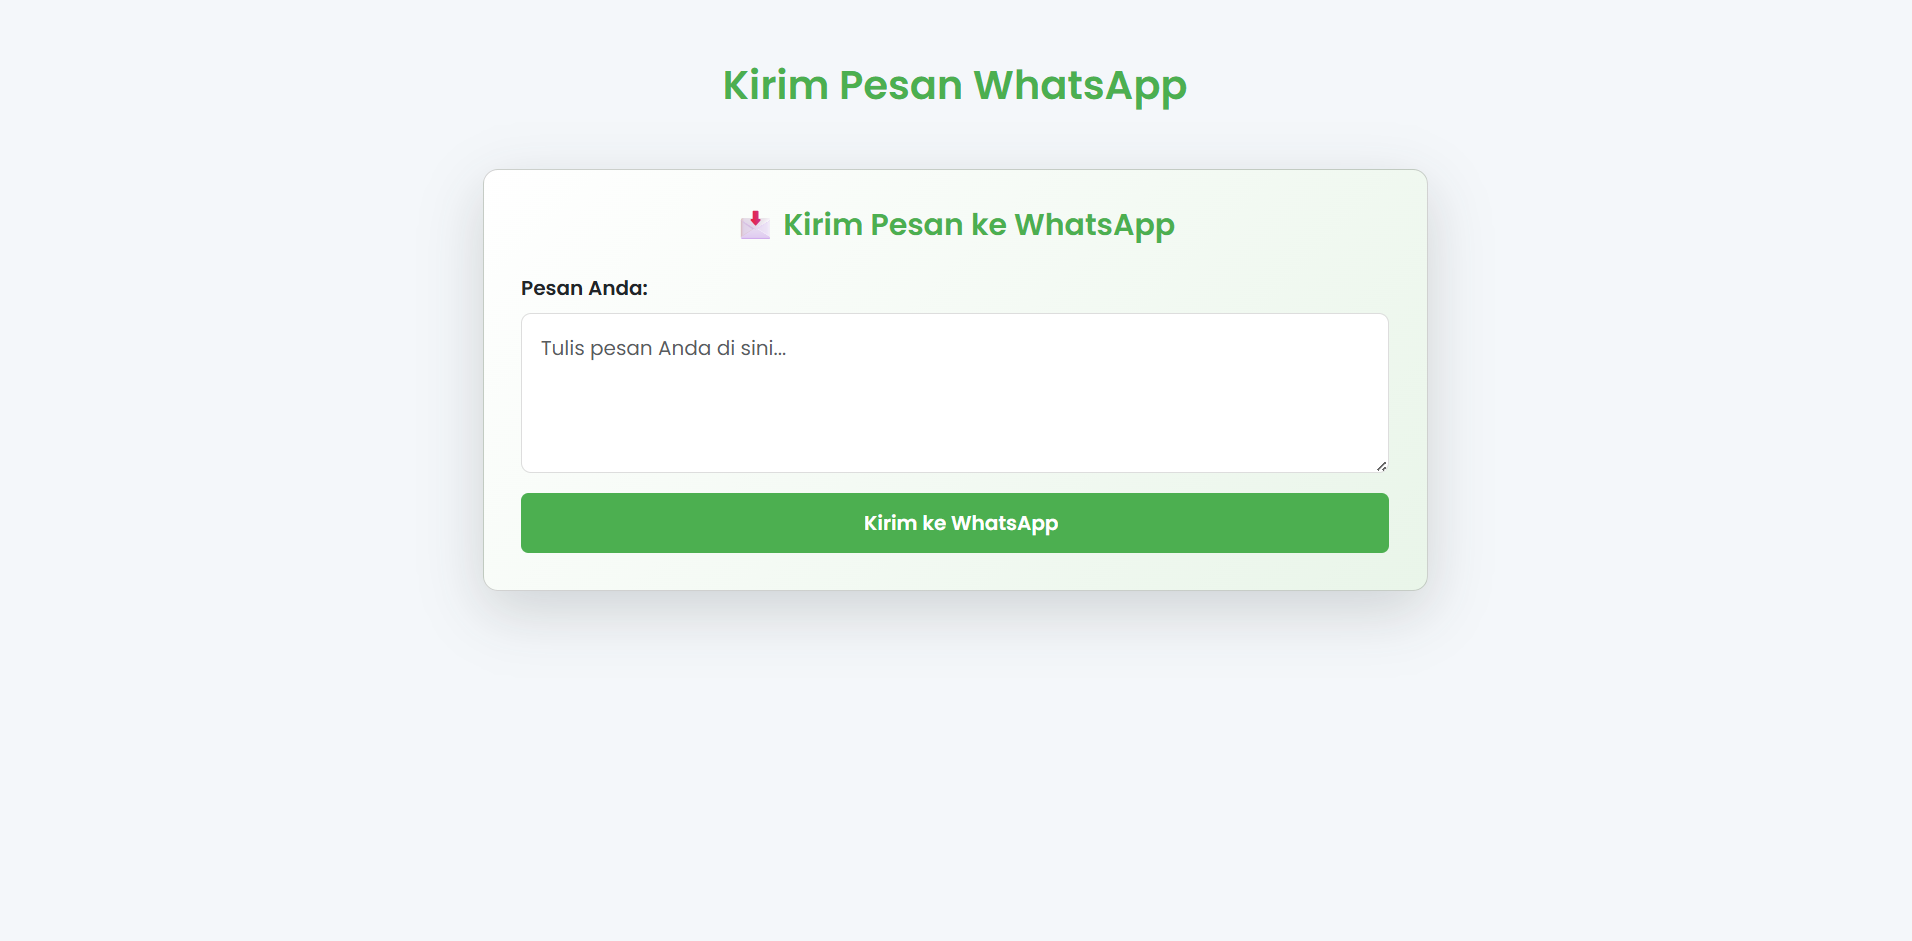 Kirim Pesan WhatsApp
📩 Kirim Pesan ke WhatsApp
Pesan Anda:
Tulis pesan Anda di sini...
Kirim ke WhatsApp